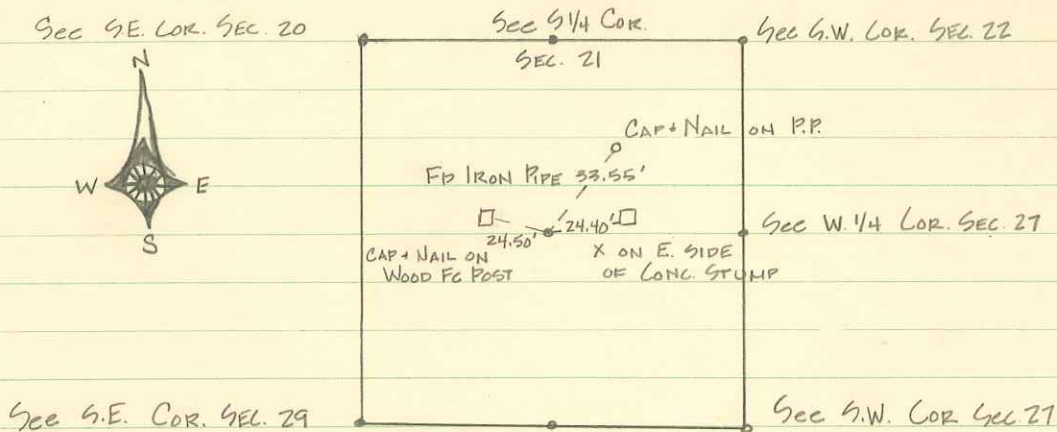 See S.E. COR. SEC. 20
See S 1/4 COR.
SEC. 21
See S.W. COR. SEC. 22
N
W
E
S
CAP + NAIL ON P.P.
FD IRON PIPE 33.55'
24.50'
24.40'
See W. 1/4 COR. SEC. 27
CAP + NAIL ON
WOOD FC POST
X ON E. SIDE
OF CONC. STUMP
See S.E. COR. SEC. 29
See S.W. COR SEC. 27